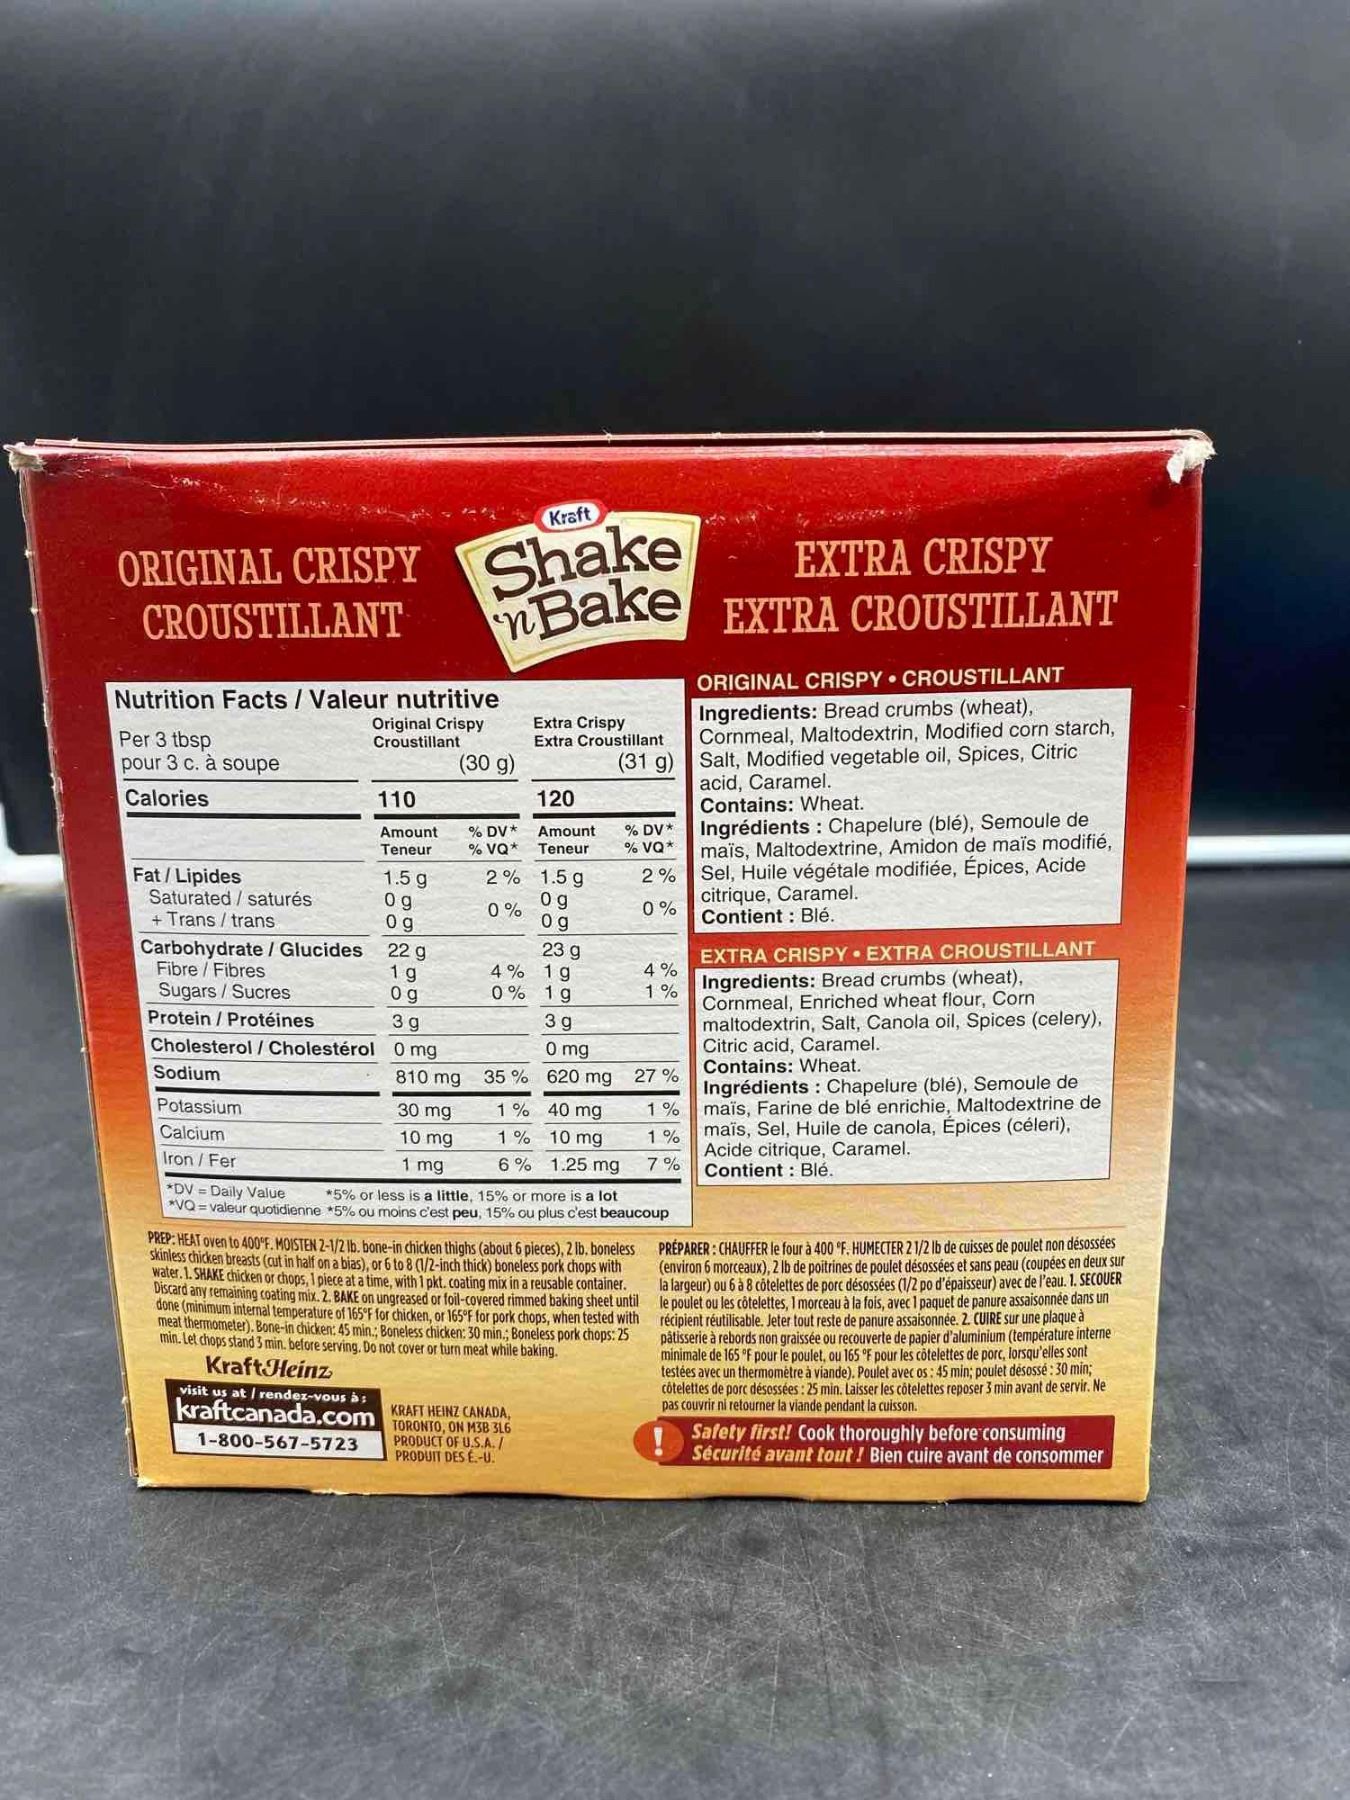 Kraft
Shake
'n Bake
ORIGINAL CRISPY
CROUSTILLANT
EXTRA CRISPY
EXTRA CROUSTILLANT
Nutrition Facts / Valeur nutritive
Per 3 tbsp
pour 3 c. à soupe
Original Crispy
Croustillant
(30 g)
Extra Crispy
Extra Croustillant
(31 g)
Calories 110 120
Amount % DV* Amount % DV*
Teneur % VQ* Teneur % VQ*
Fat / Lipides 1.5 g 2 % 1.5 g 2 %
Saturated / saturés 0 g 0 g
+ Trans / trans 0 g 0 % 0 g 0 %
Carbohydrate / Glucides 22 g 23 g
Fibre / Fibres 1 g 4 % 1 g 4 %
Sugars / Sucres 0 g 0 % 1 g 1 %
Protein / Protéines 3 g 3 g
Cholesterol / Cholestérol 0 mg 0 mg
Sodium 810 mg 35 % 620 mg 27 %
Potassium 30 mg 1 % 40 mg 1 %
Calcium 10 mg 1 % 10 mg 1 %
Iron / Fer 1 mg 6 % 1.25 mg 7 %
*DV = Daily Value *5% or less is a little, 15% or more is a lot
*VQ = valeur quotidienne *5% ou moins c'est peu, 15% ou plus c'est beaucoup
ORIGINAL CRISPY • CROUSTILLANT
Ingredients: Bread crumbs (wheat),
Cornmeal, Maltodextrin, Modified corn starch,
Salt, Modified vegetable oil, Spices, Citric
acid, Caramel.
Contains: Wheat.
Ingrédients : Chapelure (blé), Semoule de
maïs, Maltodextrine, Amidon de maïs modifié,
Sel, Huile végétale modifiée, Épices, Acide
citrique, Caramel.
Contient : Blé.
EXTRA CRISPY • EXTRA CROUSTILLANT
Ingredients: Bread crumbs (wheat),
Cornmeal, Enriched wheat flour, Corn
maltodextrin, Salt, Canola oil, Spices (celery),
Citric acid, Caramel.
Contains: Wheat.
Ingrédients : Chapelure (blé), Semoule de
maïs, Farine de blé enrichie, Maltodextrine de
maïs, Sel, Huile de canola, Épices (céleri),
Acide citrique, Caramel.
Contient : Blé.
PREP: HEAT oven to 400°F. MOISTEN 2-1/2 lb. bone-in chicken thighs (about 6 pieces), 2 lb. boneless
skinless chicken breasts (cut in half on a bias), or 6 to 8 (1/2-inch thick) boneless pork chops with
water. 1. SHAKE chicken or chops, 1 piece at a time, with 1 pkt. coating mix in a reusable container.
Discard any remaining coating mix. 2. BAKE on ungreased or foil-covered rimmed baking sheet until
done (minimum internal temperature of 165°F for chicken, or 165°F for pork chops, when tested with
meat thermometer). Bone-in chicken: 45 min.; Boneless chicken: 30 min.; Boneless pork chops: 25
min. Let chops stand 3 min. before serving. Do not cover or turn meat while baking.
PRÉPARER : CHAUFFER le four à 400 °F. HUMECTER 2 1/2 lb de cuisses de poulet non désossées
(environ 6 morceaux), 2 lb de poitrines de poulet désossées et sans peau (coupées en deux sur
la largeur) ou 6 à 8 côtelettes de porc désossées (1/2 po d'épaisseur) avec de l'eau. 1. SECOUER
le poulet ou les côtelettes, 1 morceau à la fois, avec 1 paquet de panure assaisonnée dans un
récipient réutilisable. Jeter tout reste de panure assaisonnée. 2. CUIRE sur une plaque à
pâtisserie à rebords non graissée ou recouverte de papier d'aluminium (température interne
minimale de 165 °F pour le poulet, ou 165 °F pour les côtelettes de porc, lorsqu'elles sont
testées avec un thermomètre à viande). Poulet avec os : 45 min; poulet désossé : 30 min;
côtelettes de porc désossées : 25 min. Laisser les côtelettes reposer 3 min avant de servir. Ne
pas couvrir ni retourner la viande pendant la cuisson.
KraftHeinz
visit us at / rendez-vous à :
kraftcanada.com
1-800-567-5723
KRAFT HEINZ CANADA,
TORONTO, ON M3B 3L6
PRODUCT OF U.S.A. /
PRODUIT DES É.-U.
! Safety first! Cook thoroughly before consuming
Sécurité avant tout ! Bien cuire avant de consommer